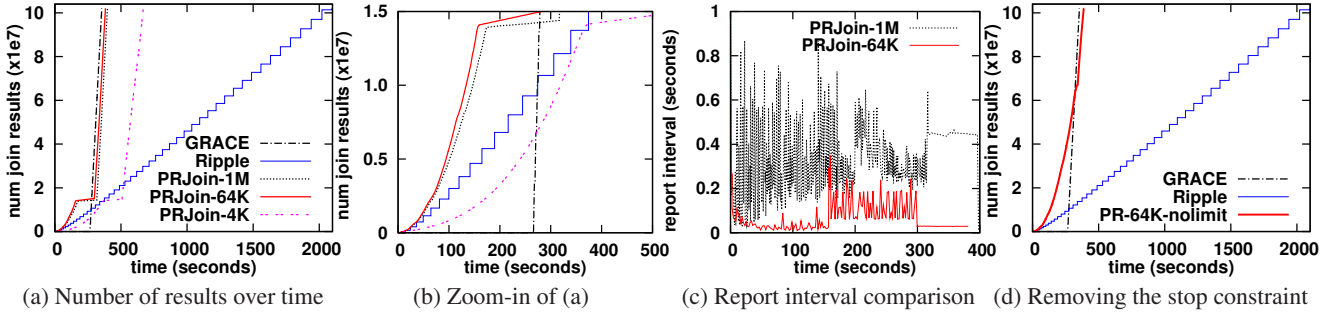 num join results (x1e7)
10
8
6
4
2
0
GRACE
Ripple
PRJoin-1M
PRJoin-64K
PRJoin-4K
0 500 1000 1500 2000
time (seconds)
(a) Number of results over time
num join results (x1e7)
1.5
1.0
0.5
0
0 100 200 300 400 500
time (seconds)
(b) Zoom-in of (a)
report interval (seconds)
1
0.8
0.6
0.4
0.2
0
PRJoin-1M
PRJoin-64K
0 100 200 300 400
time (seconds)
(c) Report interval comparison
num join results (x1e7)
10
8
6
4
2
0
GRACE
Ripple
PR-64K-nolimit
0 500 1000 1500 2000
time (seconds)
(d) Removing the stop constraint